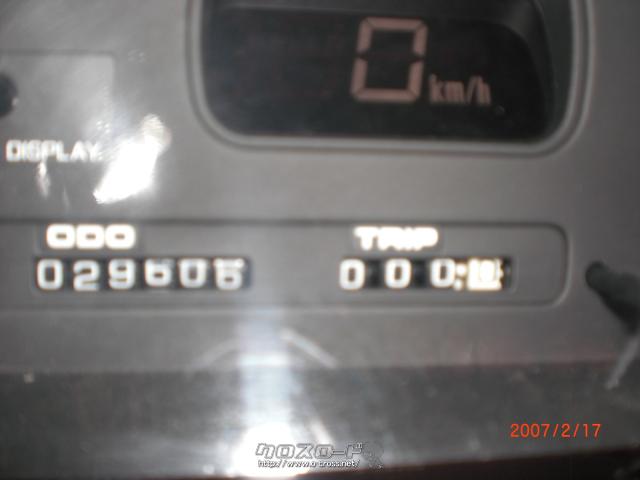 0 km/h
DISPLAY
ODO
TRIP
029605
000
2007/2/17
クロスロード
http://www.o-cross.net/